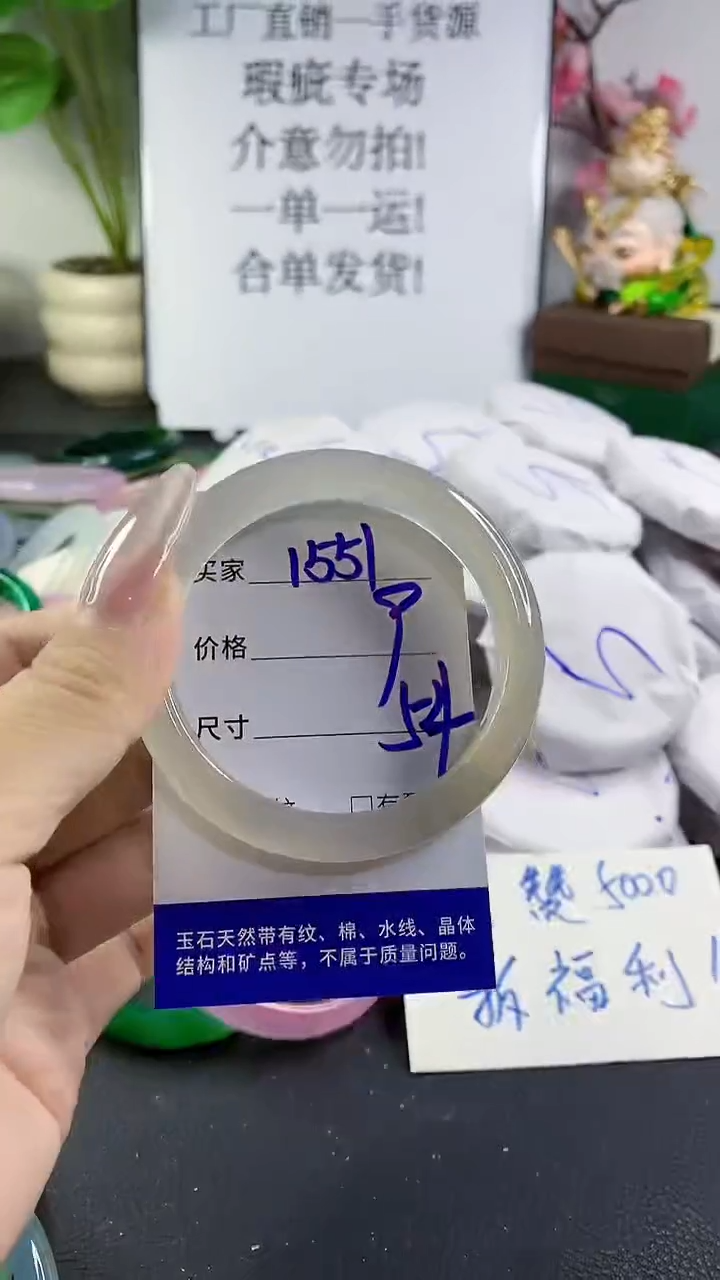 工厂直销一手货源
瑕疵专场
介意勿拍!
一单一运!
合单发货!
买家 1551
价格
尺寸 54
玉石天然带有纹、棉、水线、晶体
结构和矿点等，不属于质量问题。
赞 5000
拆福利!